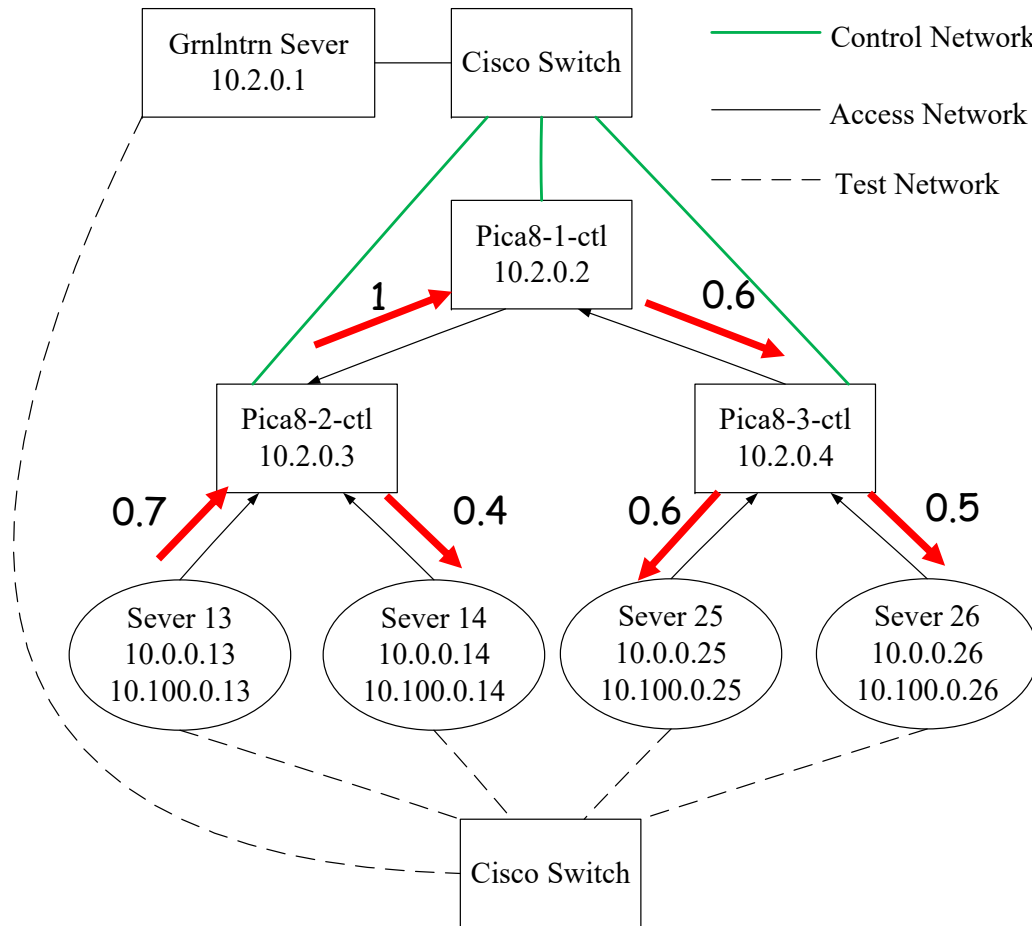 Grnlntrn Sever
10.2.0.1
Cisco Switch
Control Network
Access Network
Test Network
Pica8-1-ctl
10.2.0.2
1
0.6
Pica8-2-ctl
10.2.0.3
Pica8-3-ctl
10.2.0.4
0.7
0.4
0.6
0.5
Sever 13
10.0.0.13
10.100.0.13
Sever 14
10.0.0.14
10.100.0.14
Sever 25
10.0.0.25
10.100.0.25
Sever 26
10.0.0.26
10.100.0.26
Cisco Switch